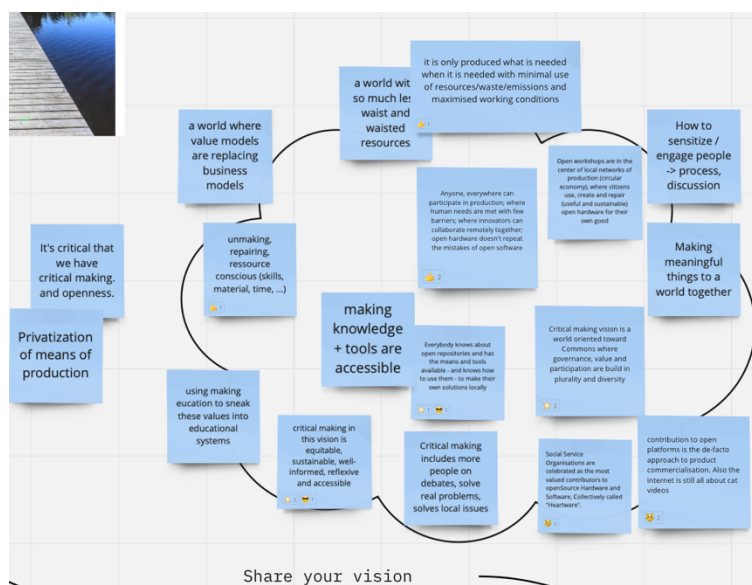 it is only produced what is needed
when it is needed with minimal use
of resources/waste/emissions and
maximised working conditions
1
a world wit
so much les
waist and
waisted
resources
a world where
value models
are replacing
business
models
How to
sensitize /
engage people
-> process,
discussion
Open workshops are in the
center of local networks of
production (circular
economy), where citizens
use, create and repair
(useful and sustainable)
open hardware for their
own good
Anyone, everywhere can
participate in production; where
human needs are met with few
barriers; where innovators can
collaborate remotely together;
open hardware doesn't repeat
the mistakes of open software
2
It's critical that
we have
critical making.
and openness.
unmaking,
repairing,
ressource
conscious (skills,
material, time, ...)
1
Making
meaningful
things to a
world together
Privatization
of means of
production
making
knowledge
+ tools are
accessible
Everybody knows about
open repositories and has
the means and tools
available - and knows how
to use them - to make their
own solutions locally
1
1
Critical making vision is a
world oriented toward
Commons where
governance, value and
participation are build in
plurality and diversity
2
using making
eucation to sneak
these values into
educational
systems
critical making in
this vision is
equitable,
sustainable, well-
informed, reflexive
and accessible
2
1
Critical making
includes more
people on
debates, solve
real problems,
solves local issues
Social Service
Organisations are
celebrated as the most
valued contributors to
openSource Hardware and
Software, Collectively called
"Heartware".
2
contribution to open
platforms is the de-facto
approach to product
commercialisation. Also the
internet is still all about cat
videos
2
Share your vision